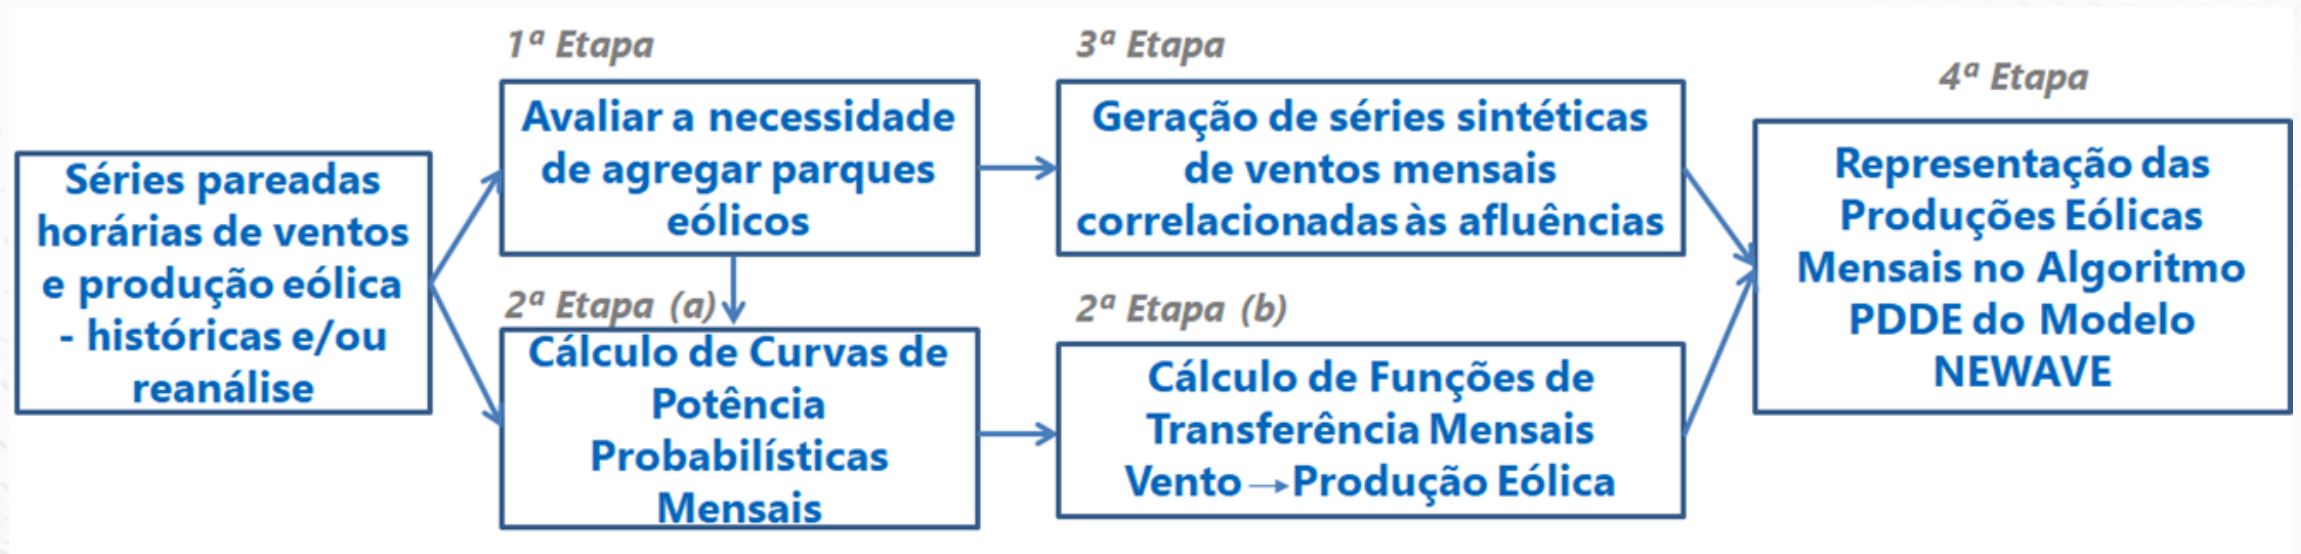 Séries pareadas
horárias de ventos
e produção eólica
- históricas e/ou
reanálise
1ª Etapa
Avaliar a necessidade
de agregar parques
eólicos
2ª Etapa (a)
Cálculo de Curvas de
Potência
Probabilísticas
Mensais
3ª Etapa
Geração de séries sintéticas
de ventos mensais
correlacionadas às afluências
2ª Etapa (b)
Cálculo de Funções de
Transferência Mensais
Vento → Produção Eólica
4ª Etapa
Representação das
Produções Eólicas
Mensais no Algoritmo
PDDE do Modelo
NEWAVE